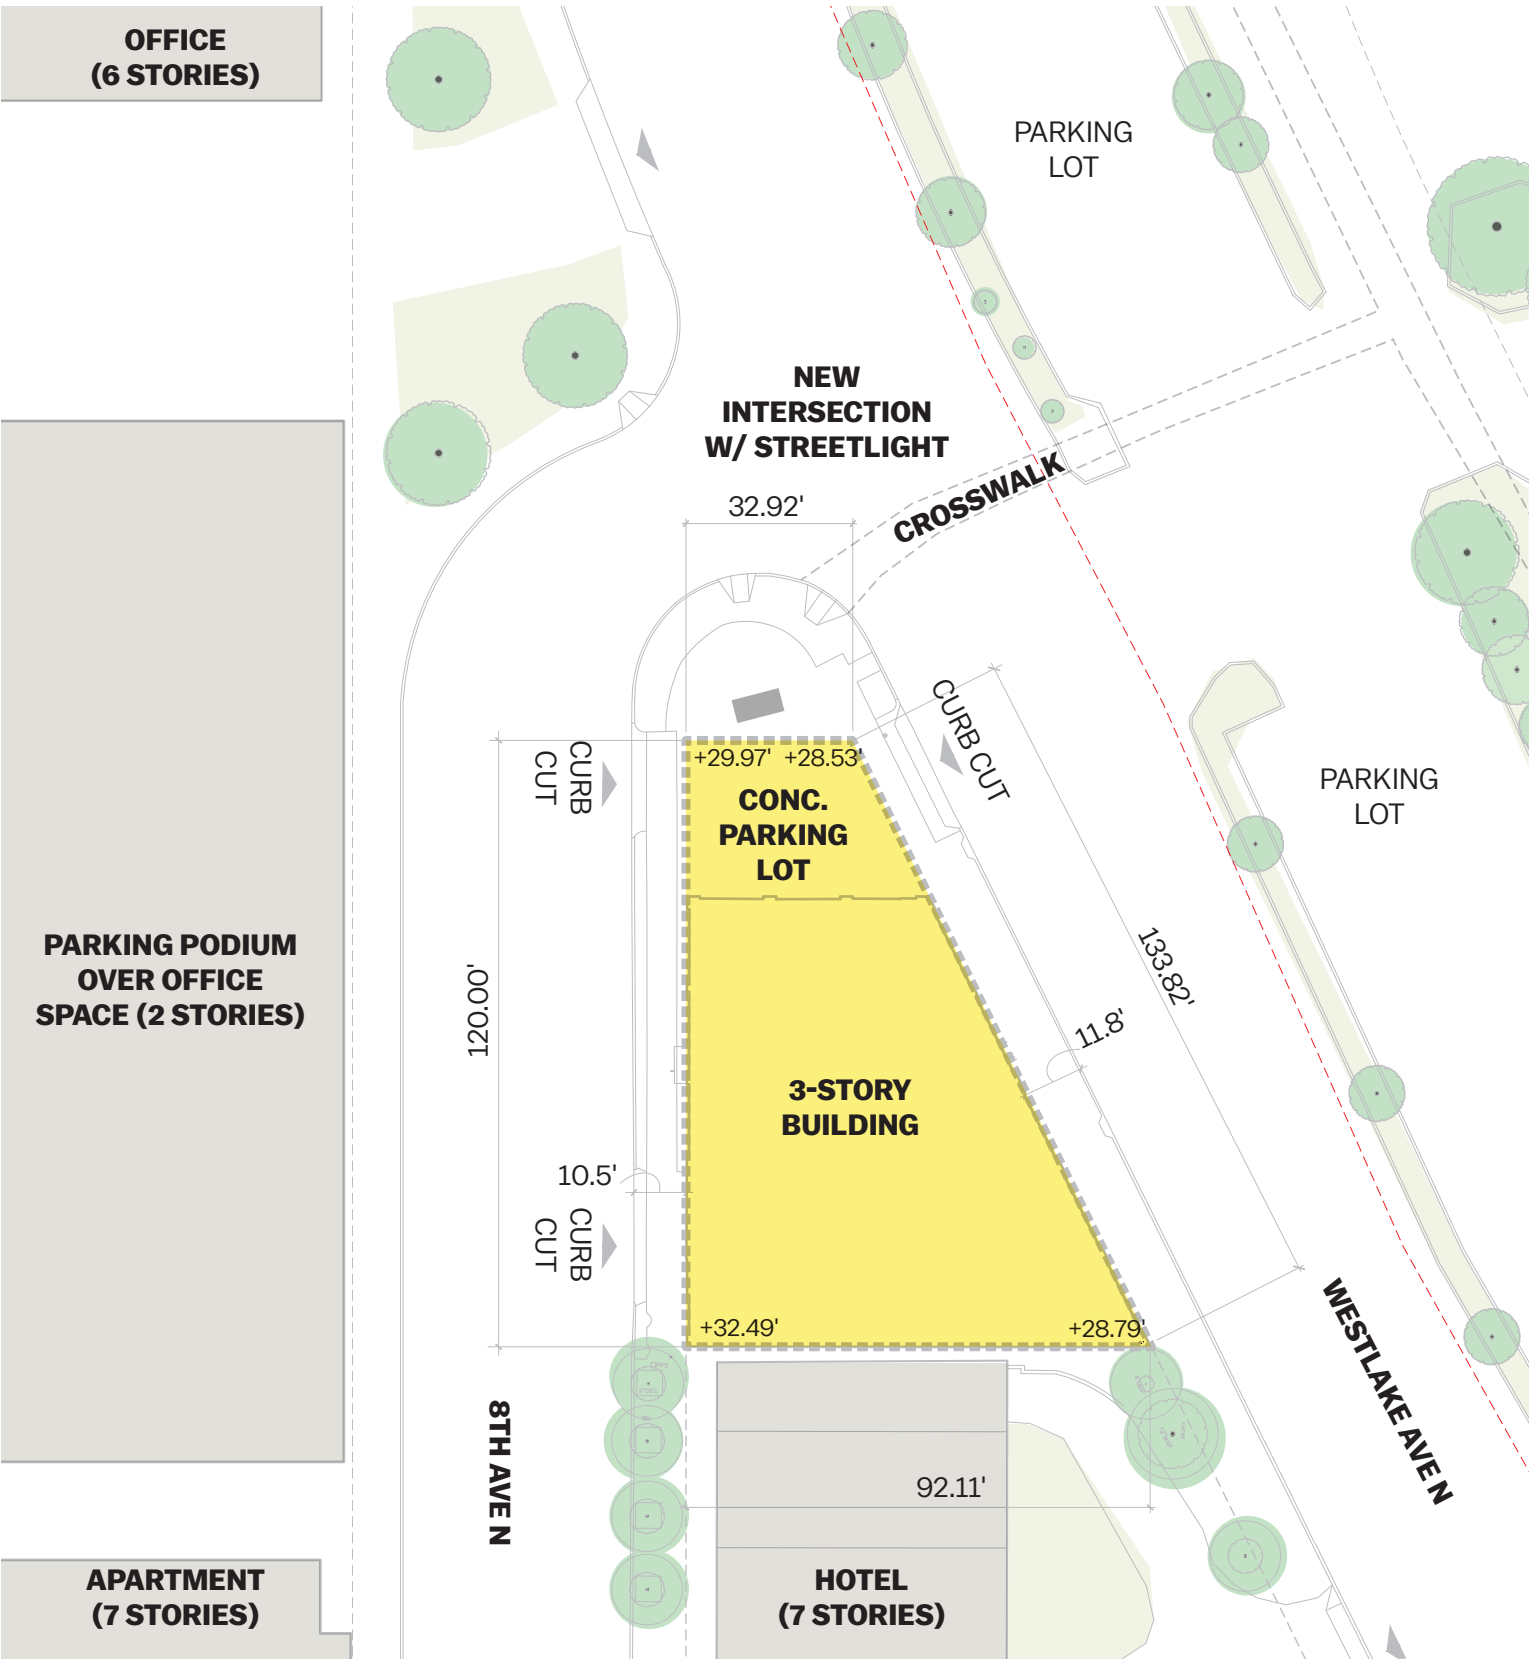 OFFICE
(6 STORIES)
PARKING
LOT
NEW
INTERSECTION
W/ STREETLIGHT
CROSSWALK
32.92'
CURB CUT
CURB
CUT
+29.97'
+28.53'
CONC.
PARKING
LOT
PARKING
LOT
PARKING PODIUM
OVER OFFICE
SPACE (2 STORIES)
120.00'
133.82'
11.8'
3-STORY
BUILDING
10.5'
CURB
CUT
+32.49'
+28.79'
WESTLAKE AVE N
8TH AVE N
92.11'
APARTMENT
(7 STORIES)
HOTEL
(7 STORIES)